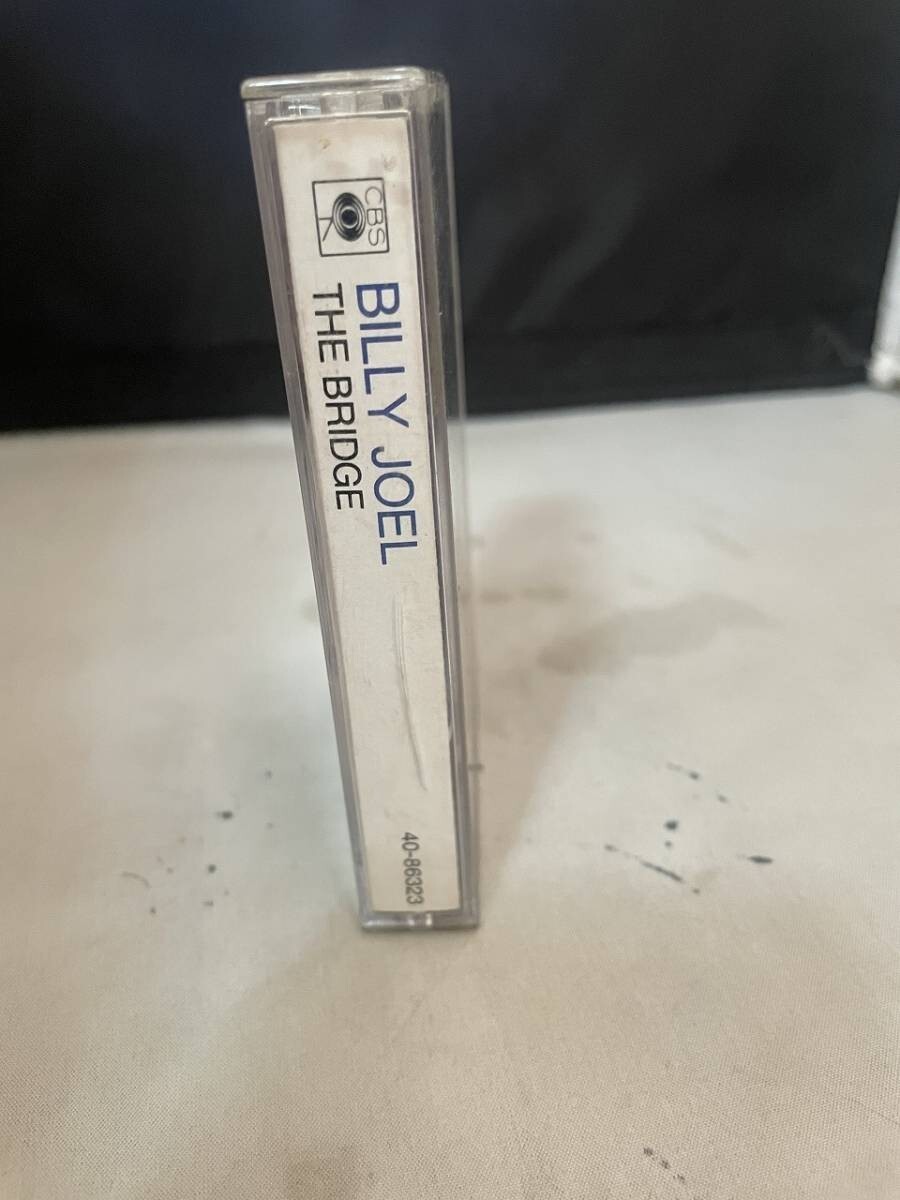 CBS
BILLY JOEL
THE BRIDGE
40-86323